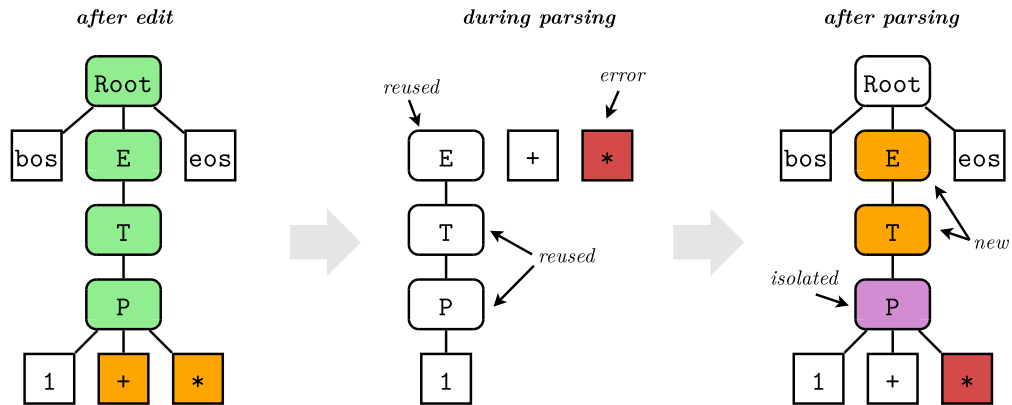 after edit
during parsing
after parsing
Root
bos
E
eos
T
P
1
+
*
reused
error
E
+
*
T
reused
P
1
Root
bos
E
eos
T
new
isolated
P
1
+
*